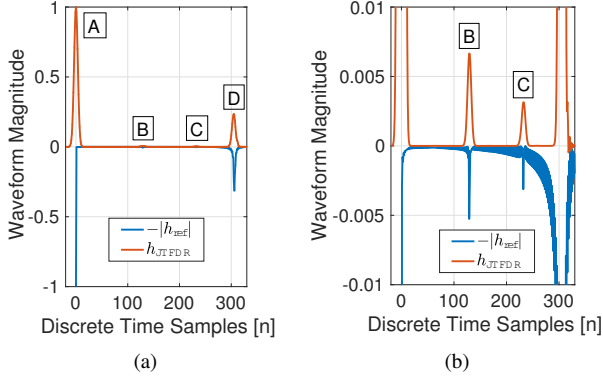 A
B
C
D
1
0.5
0
-0.5
-1
0
100
200
300
Waveform Magnitude
Discrete Time Samples [n]
−|h_ref|
h_JTFDR
(a)
B
C
0.01
0.005
0
-0.005
-0.01
0
100
200
300
Waveform Magnitude
Discrete Time Samples [n]
−|h_ref|
h_JTFDR
(b)